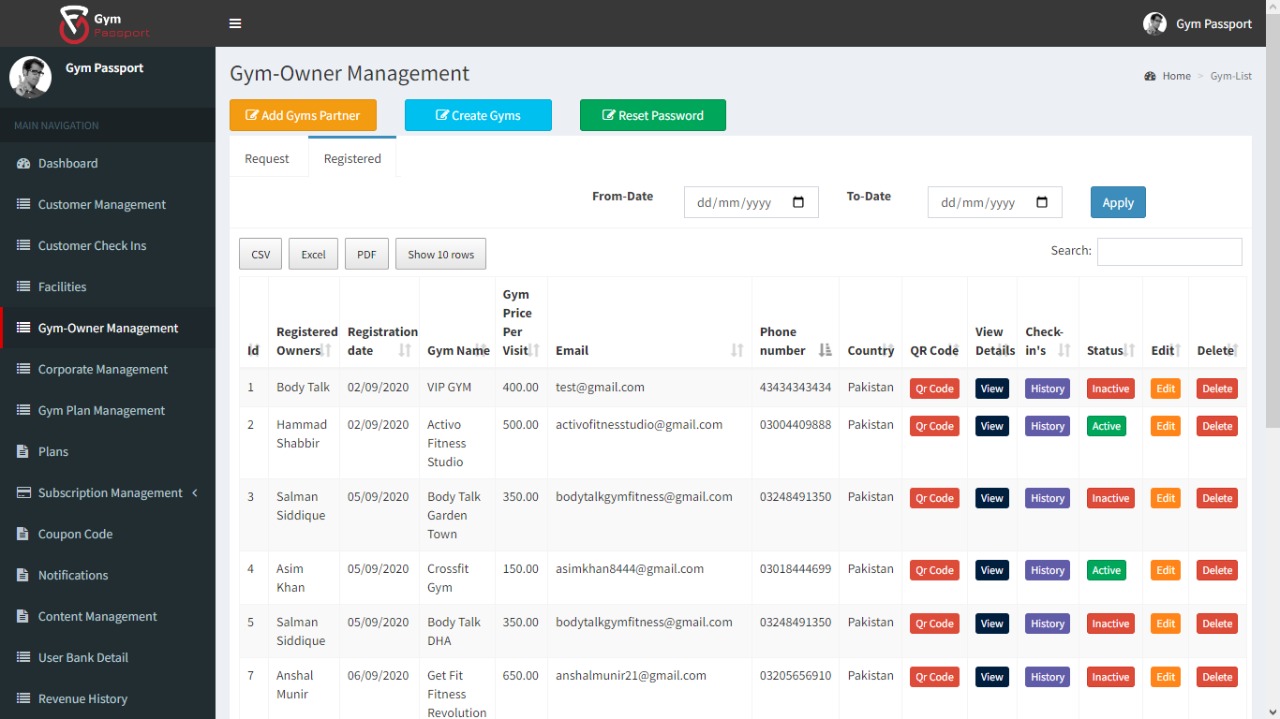 Gym
Passport
Gym Passport
Gym Passport
MAIN NAVIGATION
Dashboard
Customer Management
Customer Check Ins
Facilities
Gym-Owner Management
Corporate Management
Gym Plan Management
Plans
Subscription Management
Coupon Code
Notifications
Content Management
User Bank Detail
Revenue History
Gym-Owner Management
Home > Gym-List
Add Gyms Partner
Create Gyms
Reset Password
Request
Registered
From-Date
dd/mm/yyyy
To-Date
dd/mm/yyyy
Apply
CSV
Excel
PDF
Show 10 rows
Search:
Id
Registered
Owners
Registration
date
Gym Name
Gym
Price
Per
Visit
Email
Phone
number
Country
QR Code
View
Details
Check-
in's
Status
Edit
Delete
1 Body Talk 02/09/2020 VIP GYM 400.00 test@gmail.com 43434343434 Pakistan Qr Code View History Inactive Edit Delete
2 Hammad 02/09/2020 Activo 500.00 activofitnesstudio@gmail.com 03004409888 Pakistan Qr Code View History Active Edit Delete
Shabbir Fitness
Studio
3 Salman 05/09/2020 Body Talk 350.00 bodytalkgymfitness@gmail.com 03248491350 Pakistan Qr Code View History Inactive Edit Delete
Siddique Garden
Town
4 Asim 05/09/2020 Crossfit 150.00 asimkhan8444@gmail.com 03018444699 Pakistan Qr Code View History Active Edit Delete
Khan Gym
5 Salman 05/09/2020 Body Talk 350.00 bodytalkgymfitness@gmail.com 03248491350 Pakistan Qr Code View History Inactive Edit Delete
Siddique DHA
7 Anshal 06/09/2020 Get Fit 650.00 anshalmunir21@gmail.com 03205656910 Pakistan Qr Code View History Inactive Edit Delete
Munir Fitness
Revolution